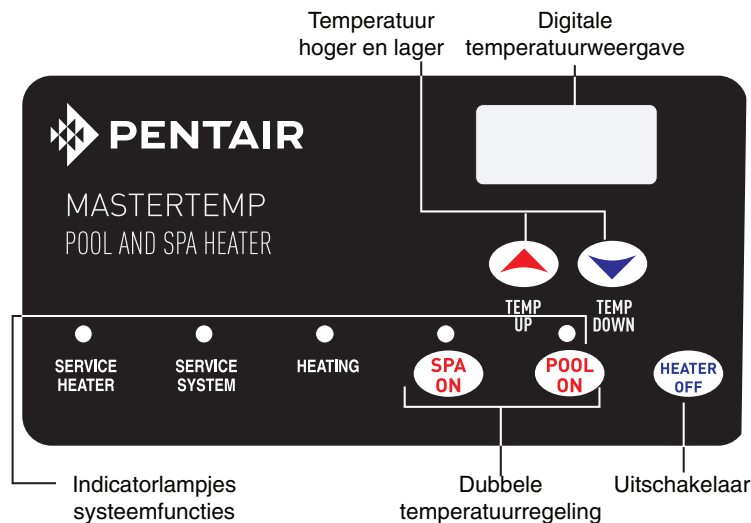 Temperatuur
hoger en lager
Digitale
temperatuurweergave
PENTAIR
MASTERTEMP
POOL AND SPA HEATER
TEMP
UP
TEMP
DOWN
SERVICE
HEATER
SERVICE
SYSTEM
HEATING
SPA
ON
POOL
ON
HEATER
OFF
Indicatorlampjes
systeemfuncties
Dubbele
temperatuurregeling
Uitschakelaar